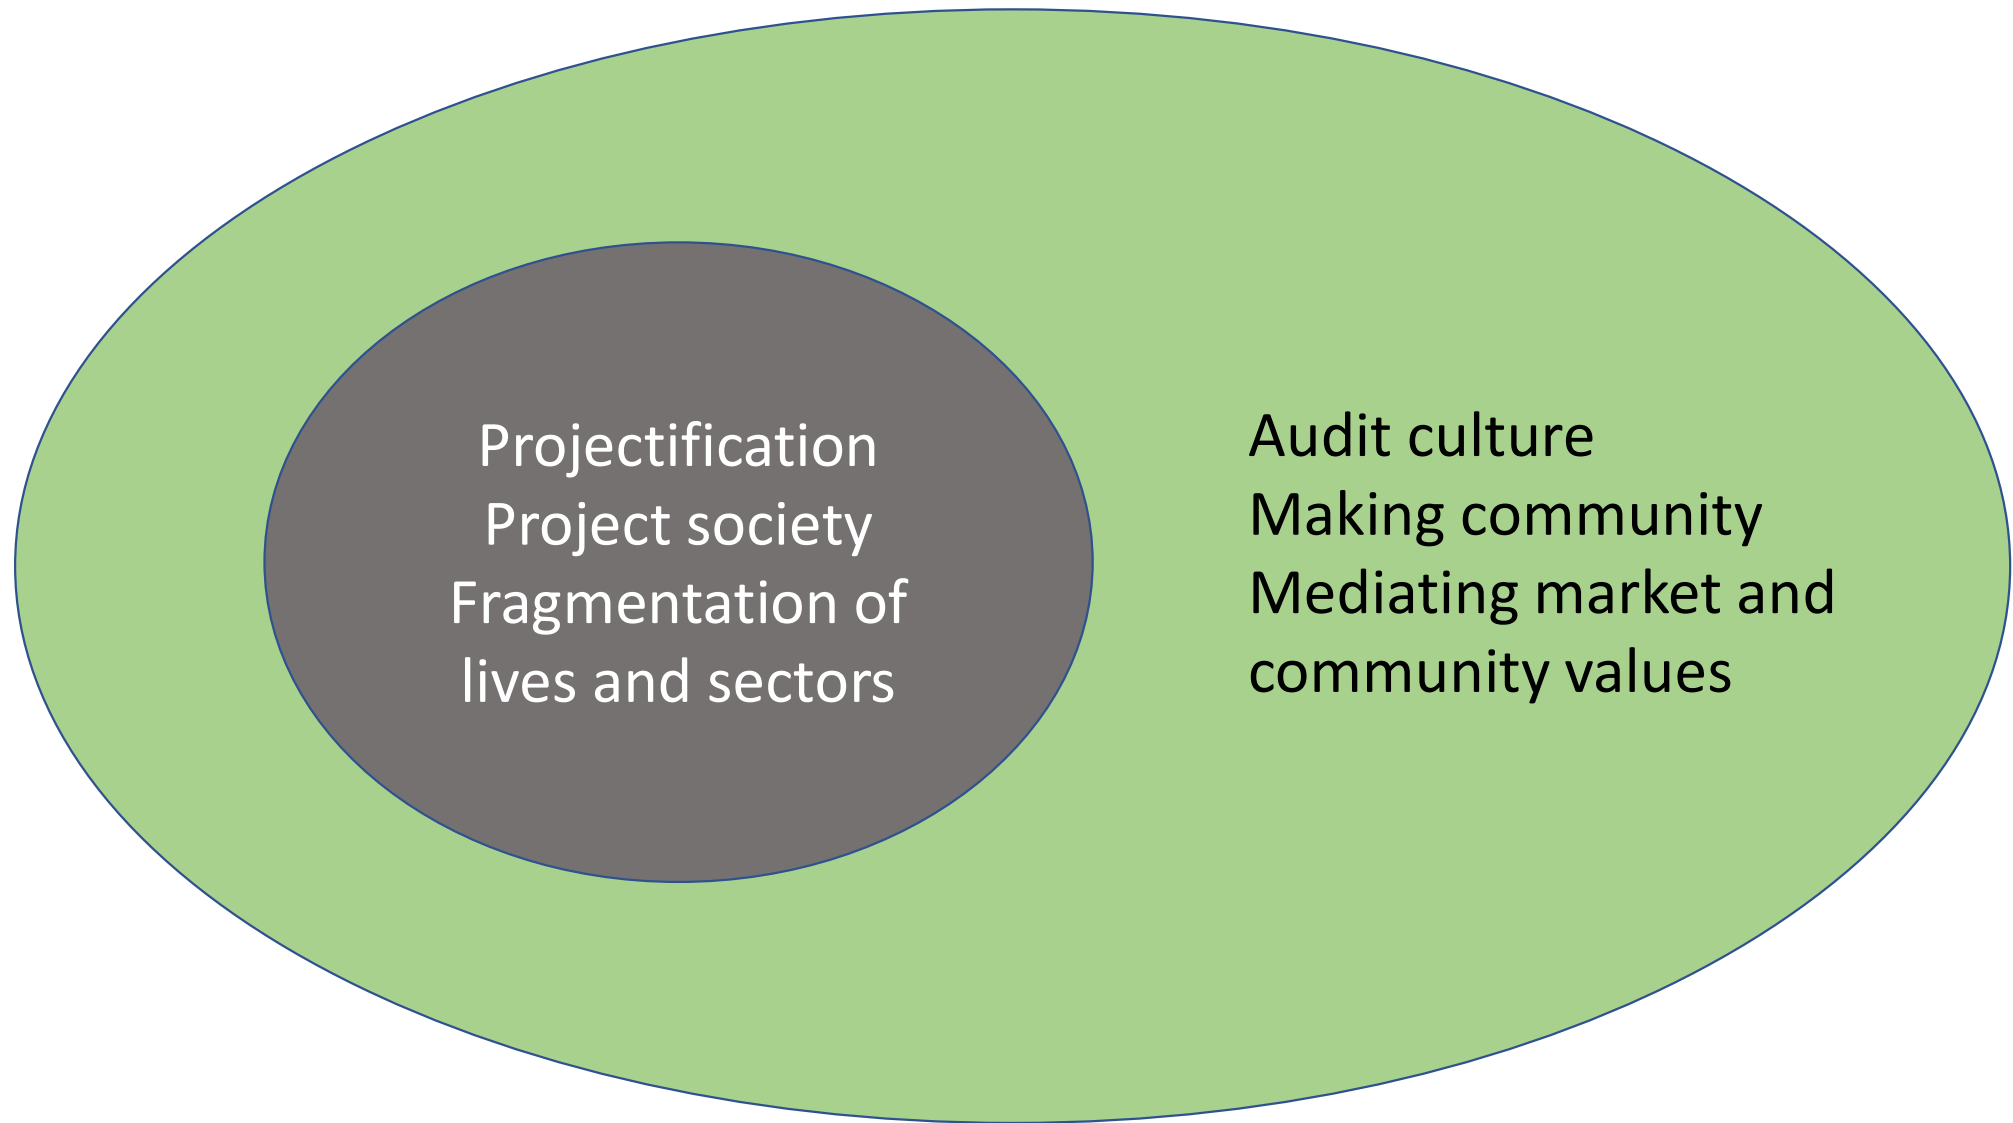 Projectification
Project society
Fragmentation of
lives and sectors
Audit culture
Making community
Mediating market and
community values